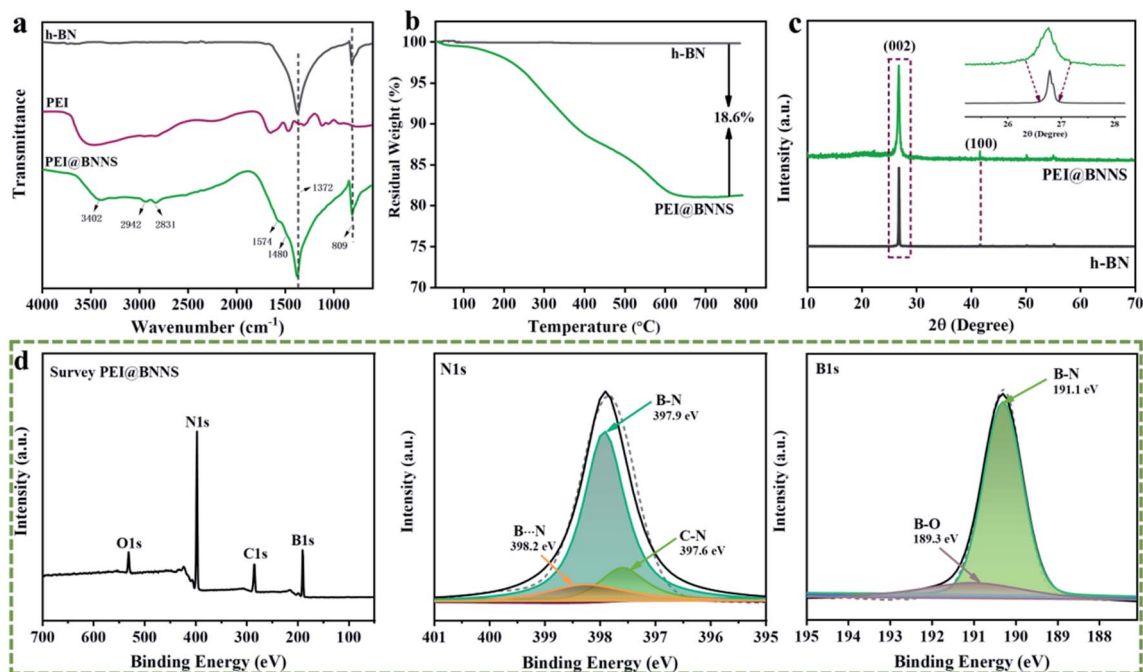 a
h-BN
PEI
PEI@BNNS
3402
2942
2831
1574
1480
1372
809
Transmittance
4000 3500 3000 2500 2000 1500 1000
Wavenumber (cm⁻¹)
b
h-BN
18.6%
PEI@BNNS
Residual Weight (%)
100
95
90
85
80
75
70
100 200 300 400 500 600 700 800
Temperature (°C)
c
(002)
26 27 28
2θ (Degree)
(100)
PEI@BNNS
h-BN
Intensity (a.u.)
10 20 30 40 50 60 70
2θ (Degree)
d
Survey PEI@BNNS
N1s
O1s
C1s
B1s
Intensity (a.u.)
700 600 500 400 300 200 100
Binding Energy (eV)
N1s
B-N
397.9 eV
B···N
398.2 eV
C-N
397.6 eV
Intensity (a.u.)
401 400 399 398 397 396 395
Binding Energy (eV)
B1s
B-N
191.1 eV
B-O
189.3 eV
Intensity (a.u.)
195 194 193 192 191 190 189 188
Binding Energy (eV)